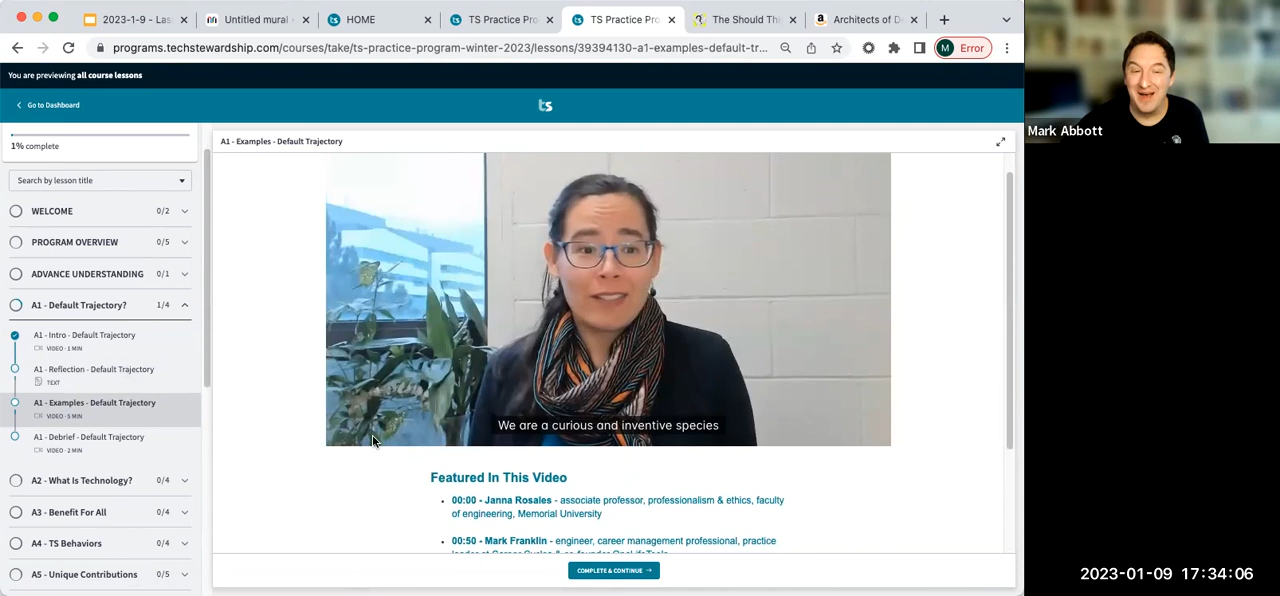 2023-1-9 - Las
Untitled mural
HOME
TS Practice Pro
TS Practice Pro
The Should Thi
Architects of D
programs.techstewardship.com/courses/take/ts-practice-program-winter-2023/lessons/39394130-a1-examples-default-tr...
M
Error
You are previewing all course lessons
Go to Dashboard
ts
1% complete
Search by lesson title
WELCOME 0/2
PROGRAM OVERVIEW 0/5
ADVANCE UNDERSTANDING 0/1
A1 - Default Trajectory? 1/4
A1 - Intro - Default Trajectory
VIDEO · 1 MIN
A1 - Reflection - Default Trajectory
TEXT
A1 - Examples - Default Trajectory
VIDEO · 5 MIN
A1 - Debrief - Default Trajectory
VIDEO · 2 MIN
A2 - What Is Technology? 0/4
A3 - Benefit For All 0/4
A4 - TS Behaviors 0/4
A5 - Unique Contributions 0/5
A1 - Examples - Default Trajectory
We are a curious and inventive species
Featured In This Video
00:00 - Janna Rosales - associate professor, professionalism & ethics, faculty
of engineering, Memorial University
00:50 - Mark Franklin - engineer, career management professional, practice
COMPLETE & CONTINUE →
Mark Abbott
2023-01-09 17:34:06